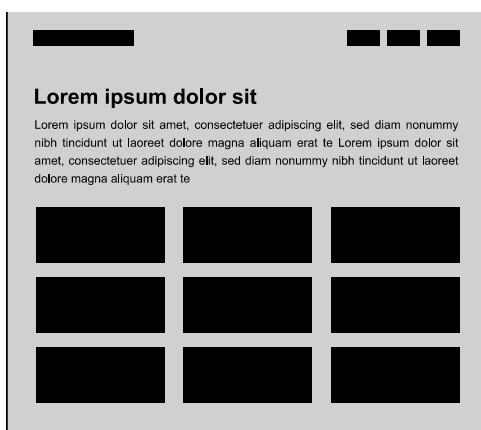 Lorem ipsum dolor sit
Lorem ipsum dolor sit amet, consectetuer adipiscing elit, sed diam nonummy
nibh tincidunt ut laoreet dolore magna aliquam erat te Lorem ipsum dolor sit
amet, consectetuer adipiscing elit, sed diam nonummy nibh tincidunt ut laoreet
dolore magna aliquam erat te